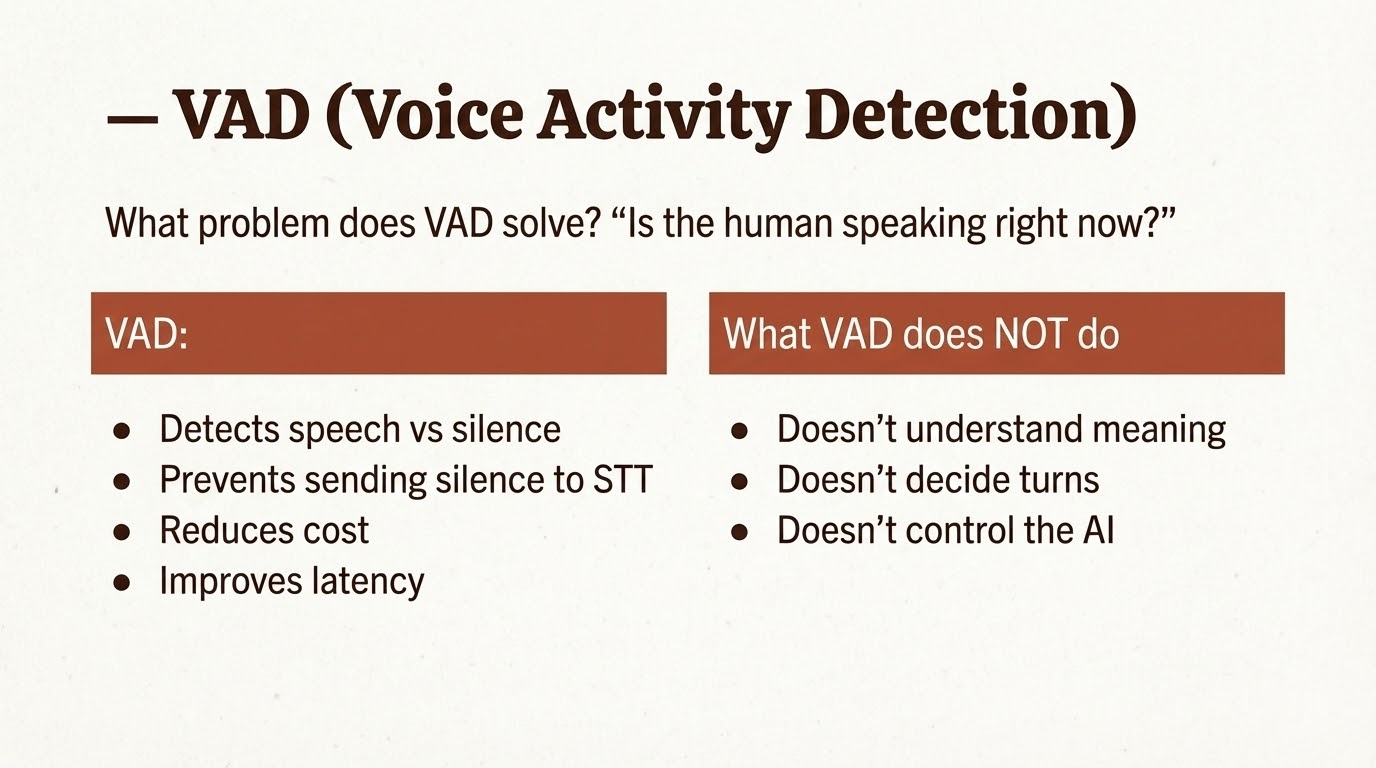 — VAD (Voice Activity Detection)
What problem does VAD solve? “Is the human speaking right now?”
VAD:
● Detects speech vs silence
● Prevents sending silence to STT
● Reduces cost
● Improves latency
What VAD does NOT do
● Doesn’t understand meaning
● Doesn’t decide turns
● Doesn’t control the AI